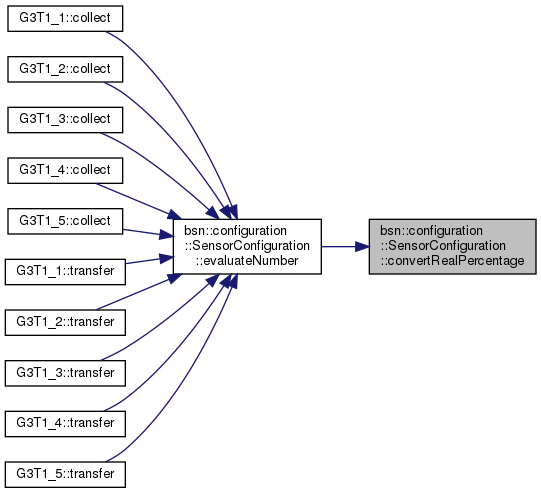 G3T1_1::collect
G3T1_2::collect
G3T1_3::collect
G3T1_4::collect
G3T1_5::collect
G3T1_1::transfer
G3T1_2::transfer
G3T1_3::transfer
G3T1_4::transfer
G3T1_5::transfer
bsn::configuration
::SensorConfiguration
::evaluateNumber
bsn::configuration
::SensorConfiguration
::convertRealPercentage